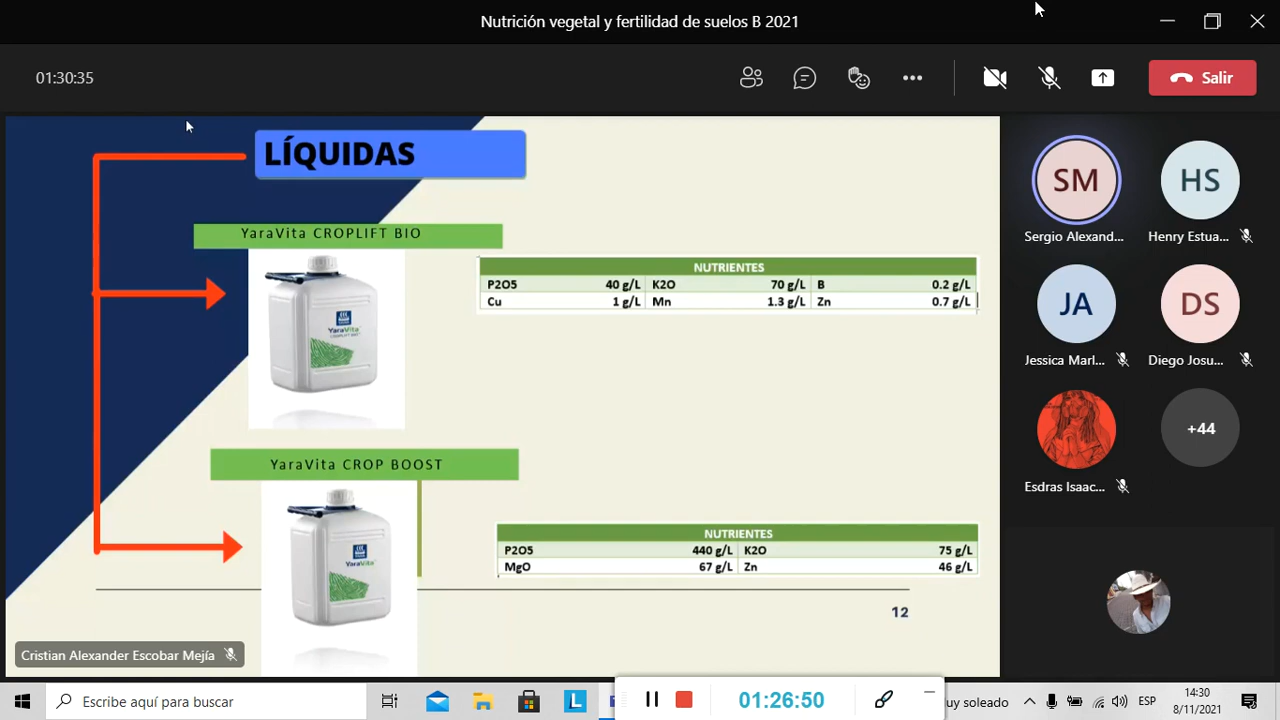 Nutrición vegetal y fertilidad de suelos B 2021
01:30:35
Salir
LÍQUIDAS
YaraVita CROPLIFT BIO
YaraVita
NUTRIENTES
P2O5 40 g/L K2O 70 g/L B 0.2 g/L
Cu 1 g/L Mn 1.3 g/L Zn 0.7 g/L
YaraVita CROP BOOST
YaraVita
NUTRIENTES
P2O5 440 g/L K2O 75 g/L
MgO 67 g/L Zn 46 g/L
12
Cristian Alexander Escobar Mejía
SM
HS
Sergio Alexand...
Henry Estua...
JA
DS
Jessica Marl...
Diego Josu...
+44
Esdras Isaac...
Escribe aquí para buscar
L
01:26:50
uy soleado
ESP
14:30
8/11/2021